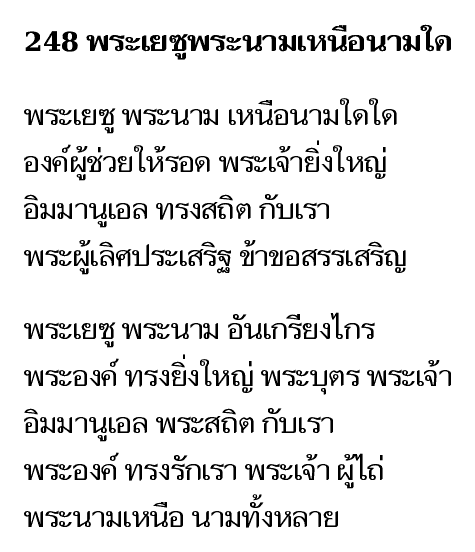 248 พระเยซูพระนามเหนือนามใด
พระเยซู พระนาม เหนือนามใดใด
องค์ผู้ช่วยให้รอด พระเจ้ายิ่งใหญ่
อิมมานูเอล ทรงสถิต กับเรา
พระผู้เลิศประเสริฐ ข้าขอสรรเสริญ
พระเยซู พระนาม อันเกรียงไกร
พระองค์ ทรงยิ่งใหญ่ พระบุตร พระเจ้า
อิมมานูเอล พระสถิต กับเรา
พระองค์ ทรงรักเรา พระเจ้า ผู้ไถ่
พระนามเหนือ นามทั้งหลาย